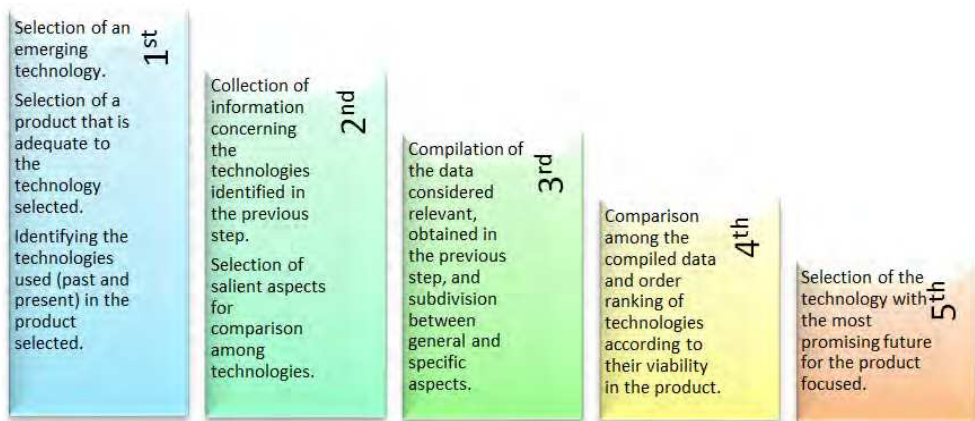 1st
Selection of an
emerging
technology.
Selection of a
product that is
adequate to
the
technology
selected.
Identifying the
technologies
used (past and
present) in the
product
selected.
2nd
Collection of
information
concerning
the
technologies
identified in
the previous
step.
Selection of
salient aspects
for
comparison
among
technologies.
3rd
Compilation of
the data
considered
relevant,
obtained in
the previous
step, and
subdivision
between
general and
specific
aspects.
4th
Comparison
among the
compiled data
and order
ranking of
technologies
according to
their viability
in the product.
5th
Selection of the
technology with
the most
promising future
for the product
focused.